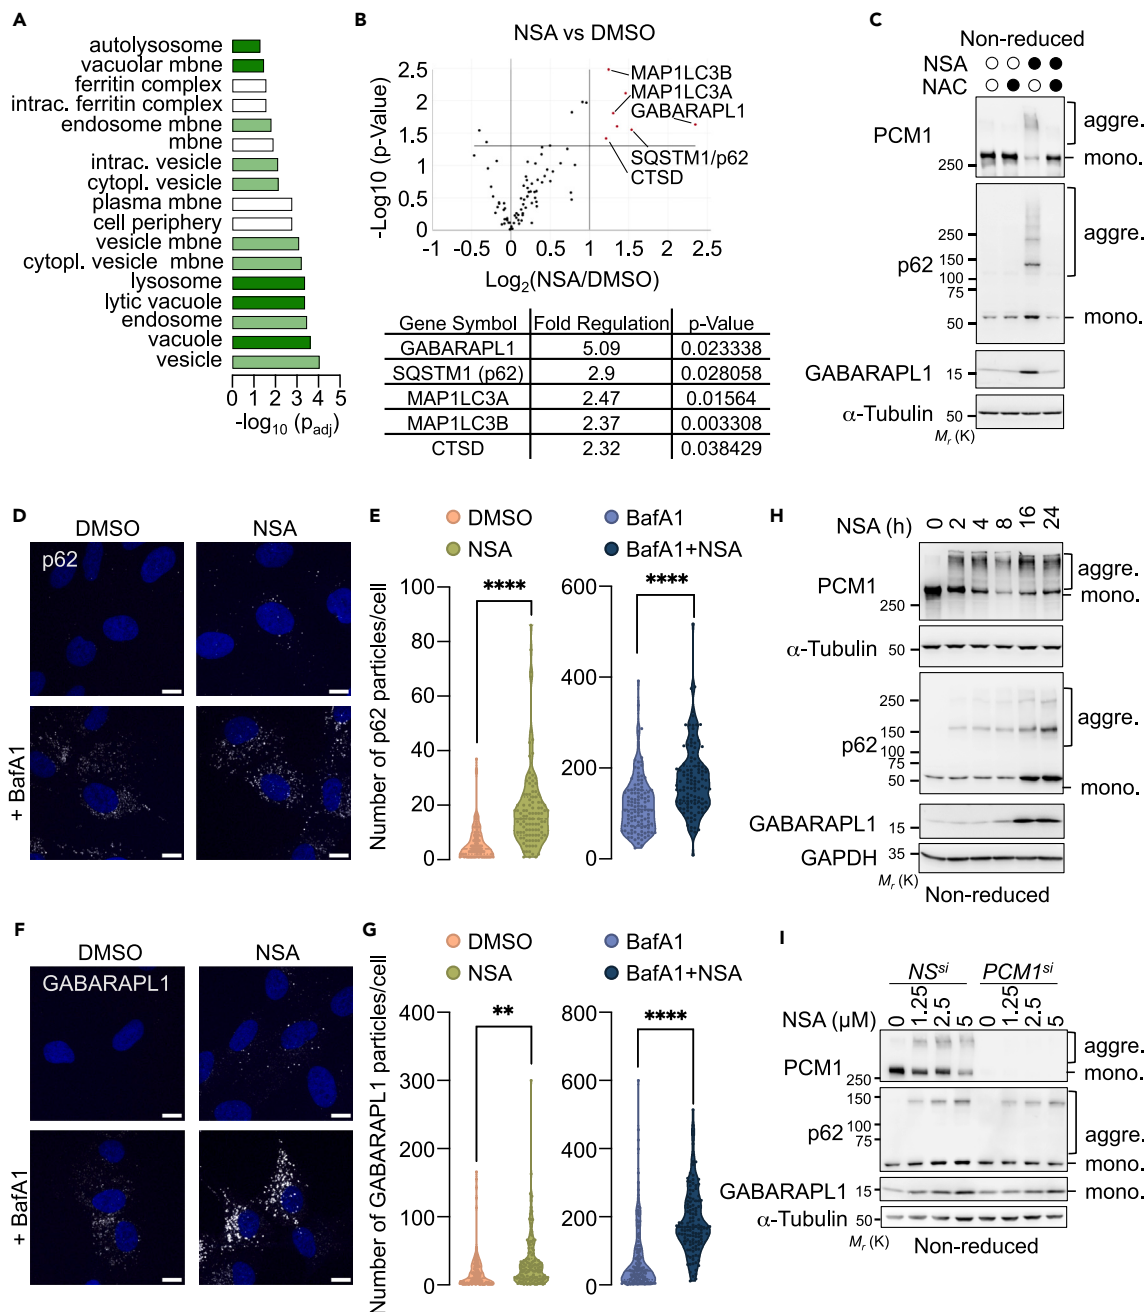 A
autolysosome
vacuolar mbne
ferritin complex
intrac. ferritin complex
endosome mbne
mbne
intrac. vesicle
cytopl. vesicle
plasma mbne
cell periphery
vesicle mbne
cytopl. vesicle mbne
lysosome
lytic vacuole
endosome
vacuole
vesicle
0 1 2 3 4 5
-log10 (padj)
B
NSA vs DMSO
2.5
2.0
1.5
1
0.5
0
-Log10 (p-Value)
MAP1LC3B
MAP1LC3A
GABARAPL1
SQSTM1/p62
CTSD
-1 -0.5 0 0.5 1 1.5 2 2.5
Log2(NSA/DMSO)
Gene Symbol Fold Regulation p-Value
GABARAPL1 5.09 0.023338
SQSTM1 (p62) 2.9 0.028058
MAP1LC3A 2.47 0.01564
MAP1LC3B 2.37 0.003308
CTSD 2.32 0.038429
C
Non-reduced
NSA
NAC
PCM1
250
aggre.
mono.
p62
250
150
100
75
50
aggre.
mono.
GABARAPL1 15
α-Tubulin 50
Mr (K)
D
DMSO NSA
p62
+ BafA1
E
DMSO
NSA
BafA1
BafA1+NSA
Number of p62 particles/cell
100
80
60
40
20
0
****
600
400
200
0
****
F
DMSO NSA
GABARAPL1
+ BafA1
G
DMSO
NSA
BafA1
BafA1+NSA
Number of GABARAPL1 particles/cell
400
300
200
100
0
**
800
600
400
200
0
****
H
NSA (h) 0 2 4 8 16 24
PCM1
250
aggre.
mono.
α-Tubulin 50
p62
250
150
100
75
50
aggre.
mono.
GABARAPL1 15
GAPDH 35
Mr (K)
Non-reduced
I
NSsi PCM1si
NSA (µM) 0 1.25 2.5 5 0 1.25 2.5 5
PCM1
250
aggre.
mono.
p62
150
100
75
aggre.
mono.
GABARAPL1 15 mono.
α-Tubulin 50
Mr (K)
Non-reduced